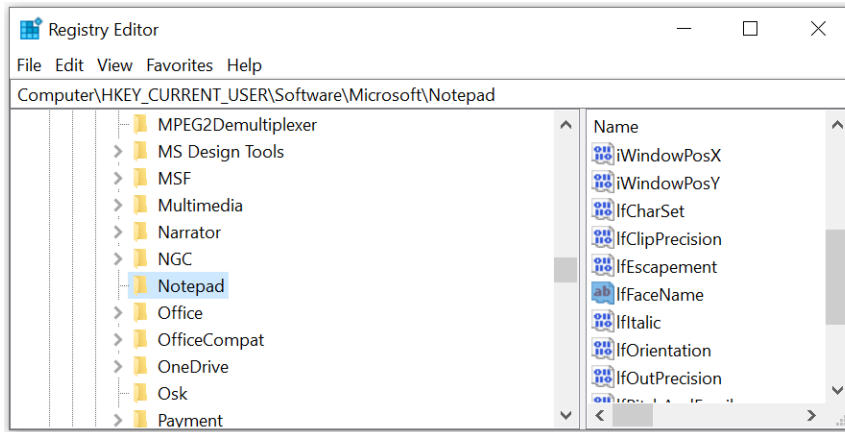 Registry Editor
File Edit View Favorites Help
Computer\HKEY_CURRENT_USER\Software\Microsoft\Notepad
MPEG2Demultiplexer
MS Design Tools
MSF
Multimedia
Narrator
NGC
Notepad
Office
OfficeCompat
OneDrive
Osk
Payment
Name
iWindowPosX
iWindowPosY
lfCharSet
lfClipPrecision
lfEscapement
ab
lfFaceName
lfItalic
lfOrientation
lfOutPrecision